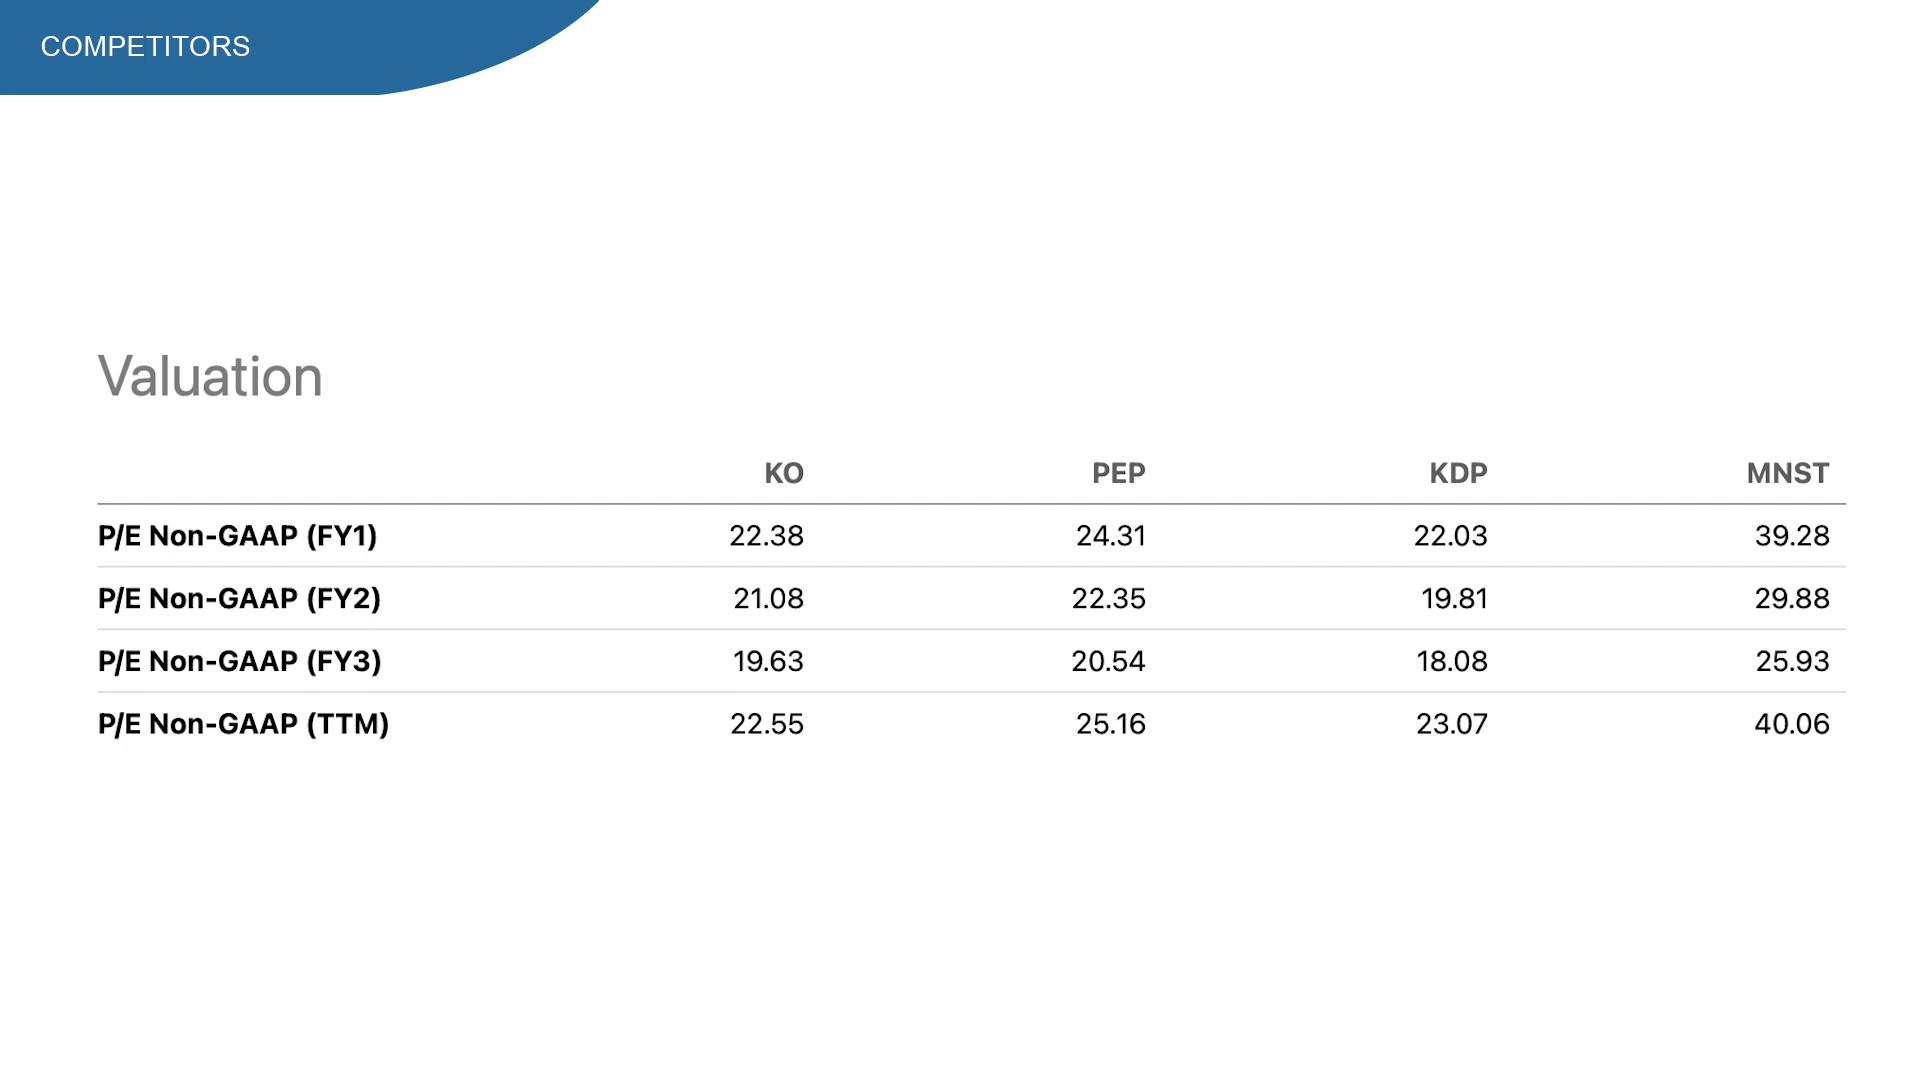 COMPETITORS
Valuation
KO PEP KDP MNST
P/E Non-GAAP (FY1) 22.38 24.31 22.03 39.28
P/E Non-GAAP (FY2) 21.08 22.35 19.81 29.88
P/E Non-GAAP (FY3) 19.63 20.54 18.08 25.93
P/E Non-GAAP (TTM) 22.55 25.16 23.07 40.06